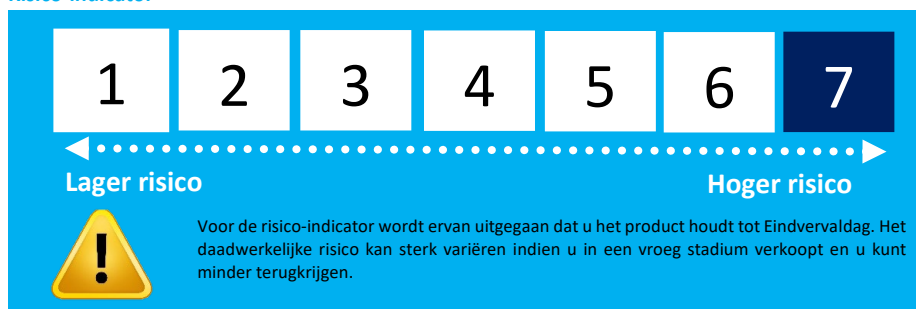 1 2 3 4 5 6 7
Lager risico Hoger risico
Voor de risico-indicator wordt ervan uitgegaan dat u het product houdt tot Eindvervaldag. Het
daadwerkelijke risico kan sterk variëren indien u in een vroeg stadium verkoopt en u kunt
minder terugkrijgen.